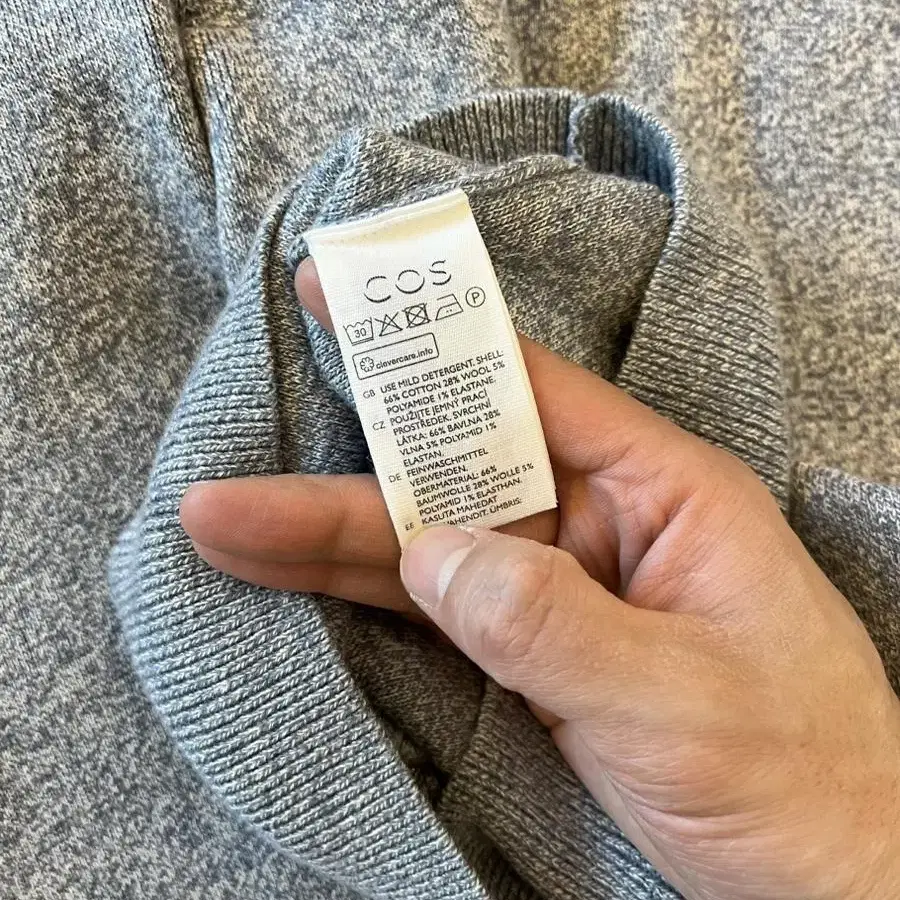 COS
30 P
clevercare.info
GB USE MILD DETERGENT. SHELL:
66% COTTON 28% WOOL 5%
POLYAMIDE 1% ELASTANE.
CZ POUŽIJTE JEMNÝ PRACÍ
PROSTŘEDEK. SVRCHNÍ
LÁTKA: 66% BAVLNA 28%
VLNA 5% POLYAMID 1%
ELASTAN.
DE FEINWASCHMITTEL
VERWENDEN.
OBERMATERIAL: 66%
BAUMWOLLE 28% WOLLE 5%
POLYAMID 1% ELASTHAN.
EE KASUTA MAHEDAT
VAHENDIT. ÜMBRIS: